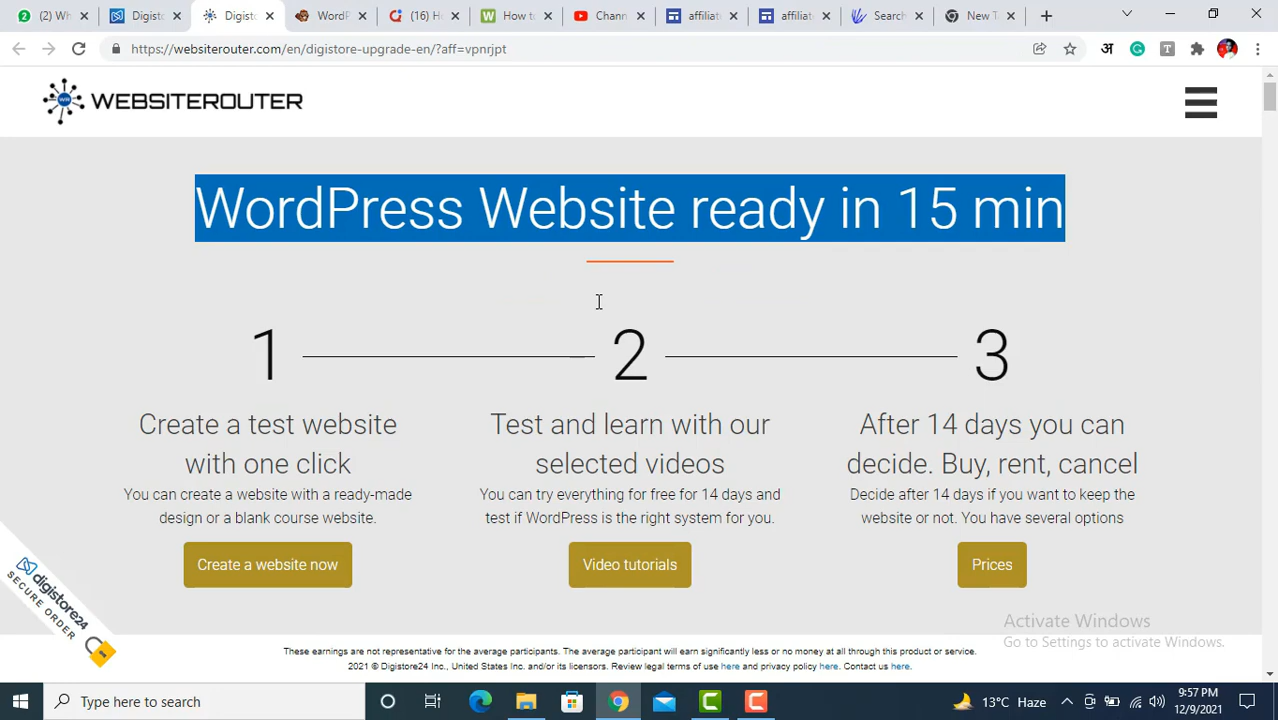 (2) Wh
Digist
Digist
WordP
(16) H
How to
Chann
affiliate
affiliat
Search
New T
https://websiterouter.com/en/digistore-upgrade-en/?aff=vpnrjpt
अ
WEBSITEROUTER
WordPress Website ready in 15 min
1
2
3
Create a test website
with one click
You can create a website with a ready-made
design or a blank course website.
Create a website now
Test and learn with our
selected videos
You can try everything for free for 14 days and
test if WordPress is the right system for you.
Video tutorials
After 14 days you can
decide. Buy, rent, cancel
Decide after 14 days if you want to keep the
website or not. You have several options
Prices
digistore24
SECURE ORDER
Activate Windows
Go to Settings to activate Windows.
These earnings are not representative for the average participants. The average participant will earn significantly less or no money at all through this product or service.
2021 © Digistore24 Inc., United States Inc. and/or its licensors. Review legal terms of use here and privacy policy here. Contact us here.
Type here to search
13°C Haze
9:57 PM
12/9/2021